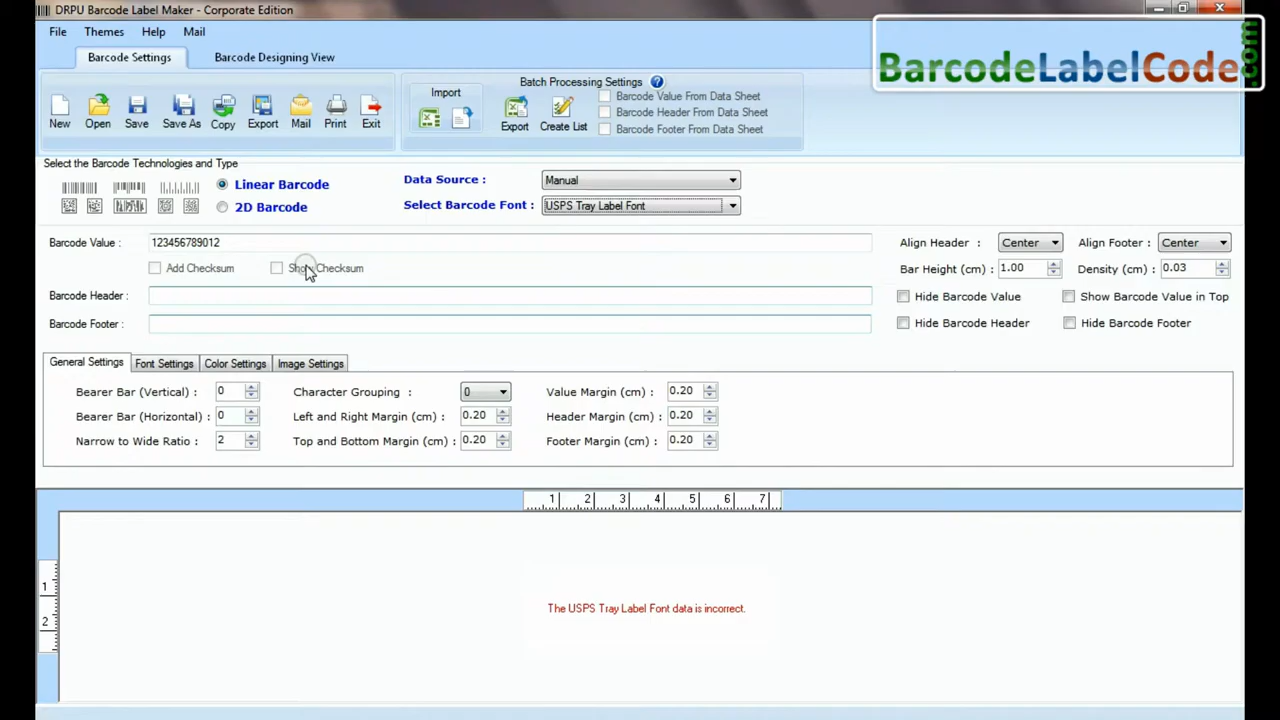 DRPU Barcode Label Maker - Corporate Edition
File Themes Help Mail
BarcodeLabelCode.com
Barcode Settings Barcode Designing View
Batch Processing Settings ?
Import
Barcode Value From Data Sheet
Barcode Header From Data Sheet
Barcode Footer From Data Sheet
New Open Save Save As Copy Export Mail Print Exit Export Create List
Select the Barcode Technologies and Type
Linear Barcode
2D Barcode
Data Source : Manual
Select Barcode Font : USPS Tray Label Font
Barcode Value : 123456789012
Align Header : Center Align Footer : Center
Add Checksum Show Checksum
Bar Height (cm) : 1.00 Density (cm) : 0.03
Barcode Header :
Hide Barcode Value Show Barcode Value in Top
Barcode Footer :
Hide Barcode Header Hide Barcode Footer
General Settings Font Settings Color Settings Image Settings
Bearer Bar (Vertical) : 0 Character Grouping : 0 Value Margin (cm) : 0.20
Bearer Bar (Horizontal) : 0 Left and Right Margin (cm) : 0.20 Header Margin (cm) : 0.20
Narrow to Wide Ratio : 2 Top and Bottom Margin (cm) : 0.20 Footer Margin (cm) : 0.20
1 2 3 4 5 6 7
1
2
The USPS Tray Label Font data is incorrect.